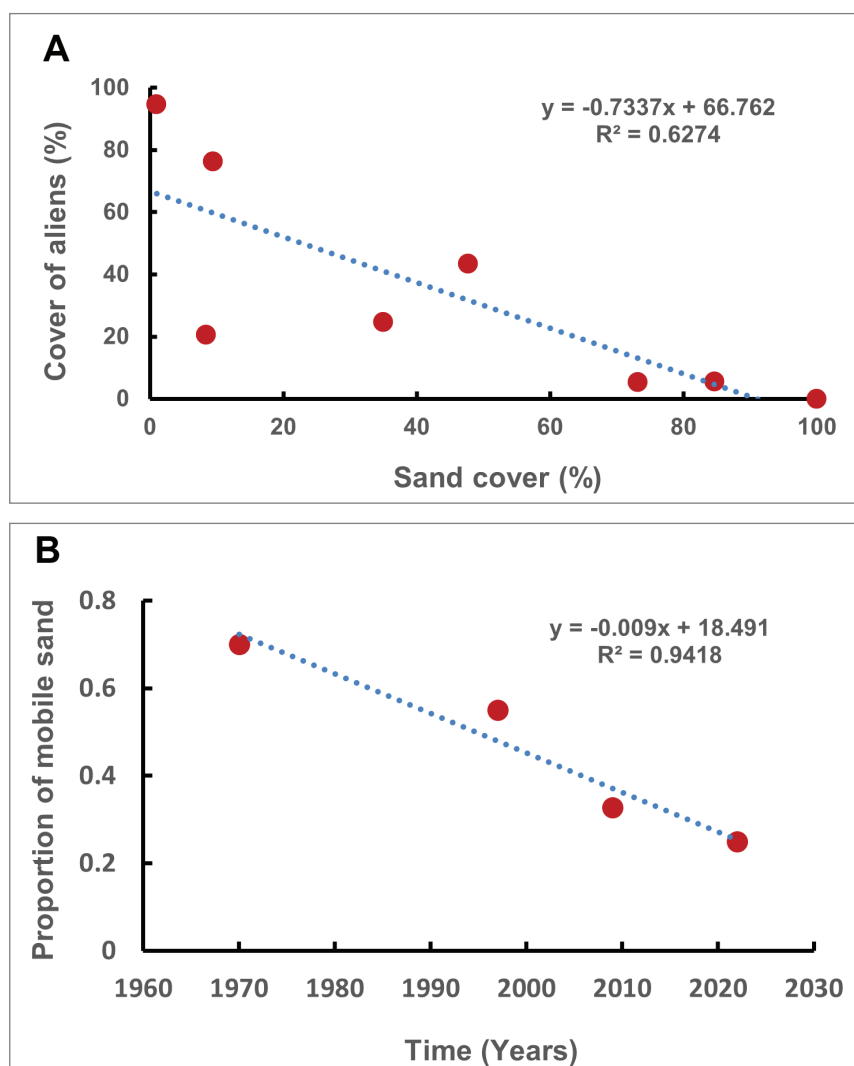 A
y = -0.7337x + 66.762
R² = 0.6274
Cover of aliens (%)
100
80
60
40
20
0
0 20 40 60 80 100
Sand cover (%)
B
y = -0.009x + 18.491
R² = 0.9418
Proportion of mobile sand
0.8
0.6
0.4
0.2
0
1960 1970 1980 1990 2000 2010 2020 2030
Time (Years)